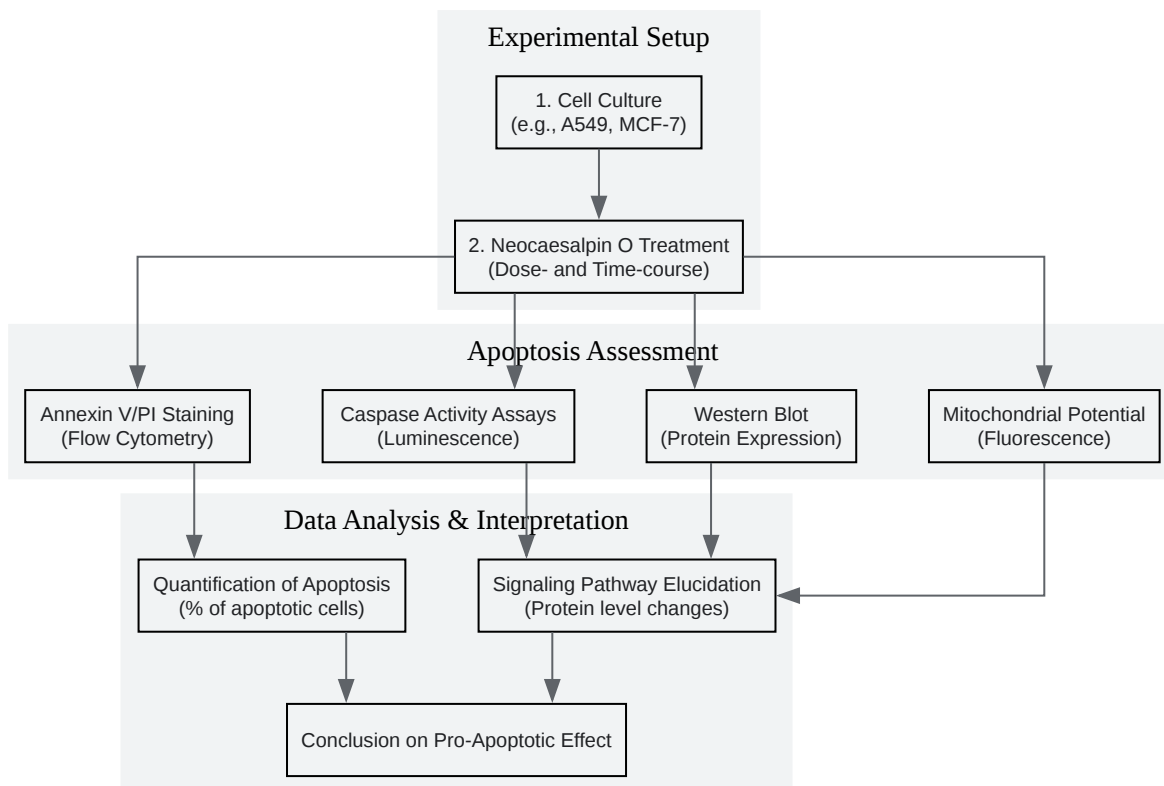 Experimental Setup
1. Cell Culture
(e.g., A549, MCF-7)
2. Neocaesalpin O Treatment
(Dose- and Time-course)
Apoptosis Assessment
Annexin V/PI Staining
(Flow Cytometry)
Caspase Activity Assays
(Luminescence)
Western Blot
(Protein Expression)
Mitochondrial Potential
(Fluorescence)
Data Analysis & Interpretation
Quantification of Apoptosis
(% of apoptotic cells)
Signaling Pathway Elucidation
(Protein level changes)
Conclusion on Pro-Apoptotic Effect